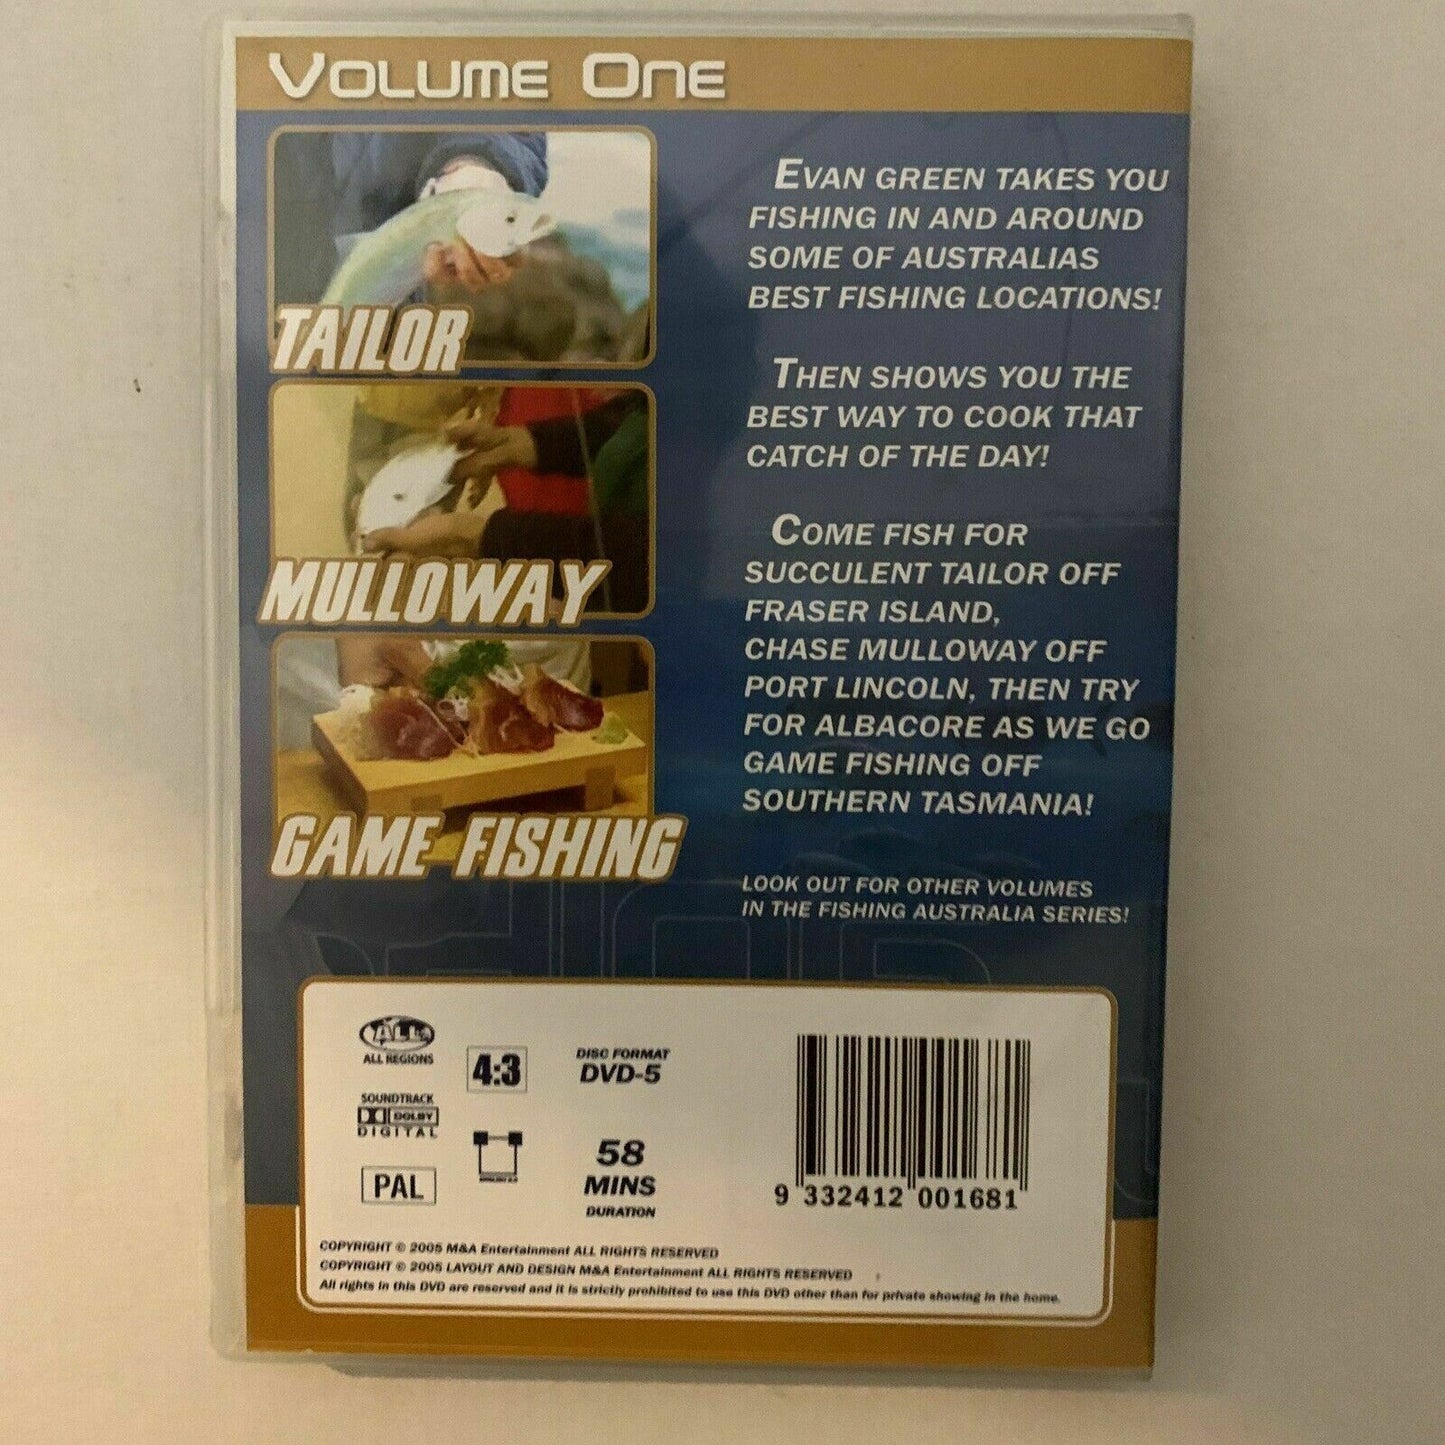 VOLUME ONE
TAILOR
MULLOWAY
GAME FISHING
EVAN GREEN TAKES YOU
FISHING IN AND AROUND
SOME OF AUSTRALIAS
BEST FISHING LOCATIONS!
THEN SHOWS YOU THE
BEST WAY TO COOK THAT
CATCH OF THE DAY!
COME FISH FOR
SUCCULENT TAILOR OFF
FRASER ISLAND,
CHASE MULLOWAY OFF
PORT LINCOLN, THEN TRY
FOR ALBACORE AS WE GO
GAME FISHING OFF
SOUTHERN TASMANIA!
LOOK OUT FOR OTHER VOLUMES
IN THE FISHING AUSTRALIA SERIES!
ALL
ALL REGIONS
4:3
DISC FORMAT
DVD-5
SOUNDTRACK
DOLBY
DIGITAL
PAL
58
MINS
DURATION
9 332412 001681
COPYRIGHT © 2005 M&A Entertainment ALL RIGHTS RESERVED
COPYRIGHT © 2005 LAYOUT AND DESIGN M&A Entertainment ALL RIGHTS RESERVED
All rights in this DVD are reserved and it is strictly prohibited to use this DVD other than for private showing in the home.